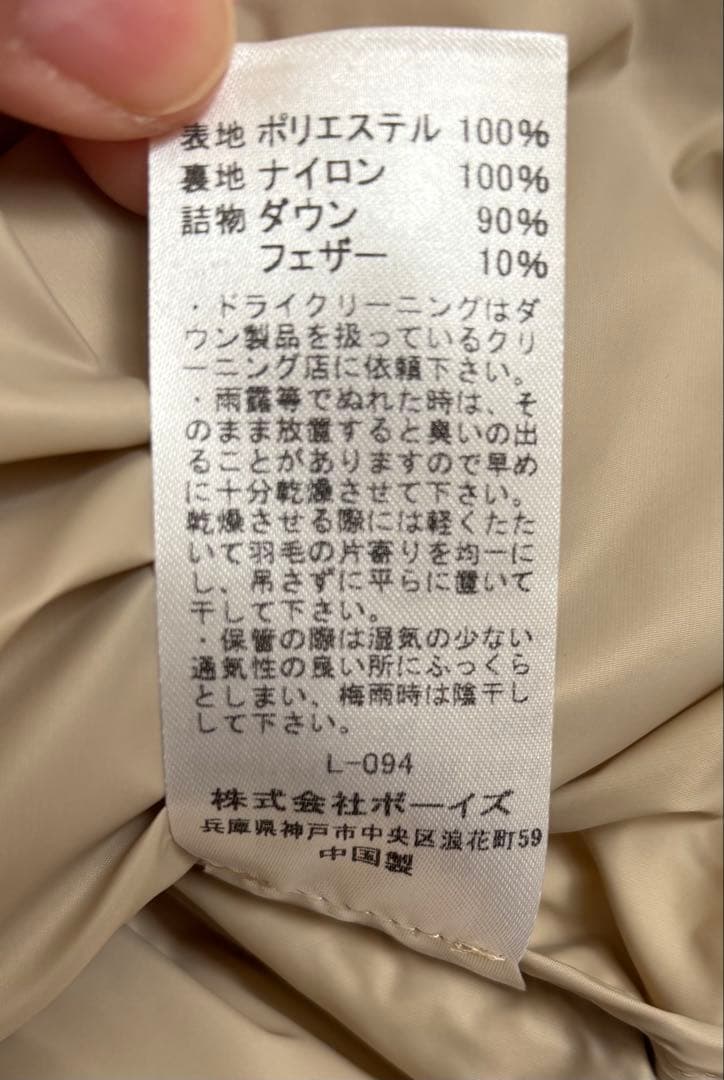 表地 ポリエステル 100%
裏地 ナイロン 100%
詰物 ダウン 90%
フェザー 10%
・ドライクリーニングはダ
ウン製品を扱っているクリ
ーニング店に依頼下さい。
・雨露等でぬれた時は、そ
のまま放置すると臭いの出
ることがありますので早め
に十分乾燥させて下さい。
乾燥させる際には軽くたた
いて羽毛の片寄りを均一に
し、吊さずに平らに置いて
干して下さい。
・保管の際は湿気の少ない
通気性の良い所にふっくら
としまい、梅雨時は陰干し
して下さい。
L-094
株式会社ボーイズ
兵庫県神戸市中央区浪花町59
中国製